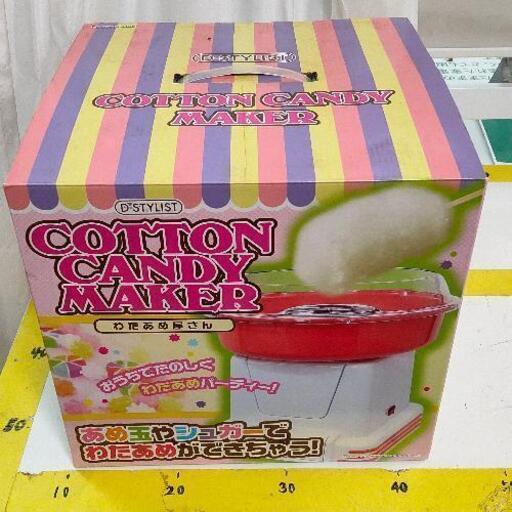 D-STYLIST
COTTON CANDY
MAKER
D-STYLIST
COTTON
CANDY
MAKER
わたあめ屋さん
おうちでたのしく
わたあめパーティー!
あめ玉やシュガーで
わたあめができちゃう!
40
50
10
20
30
40